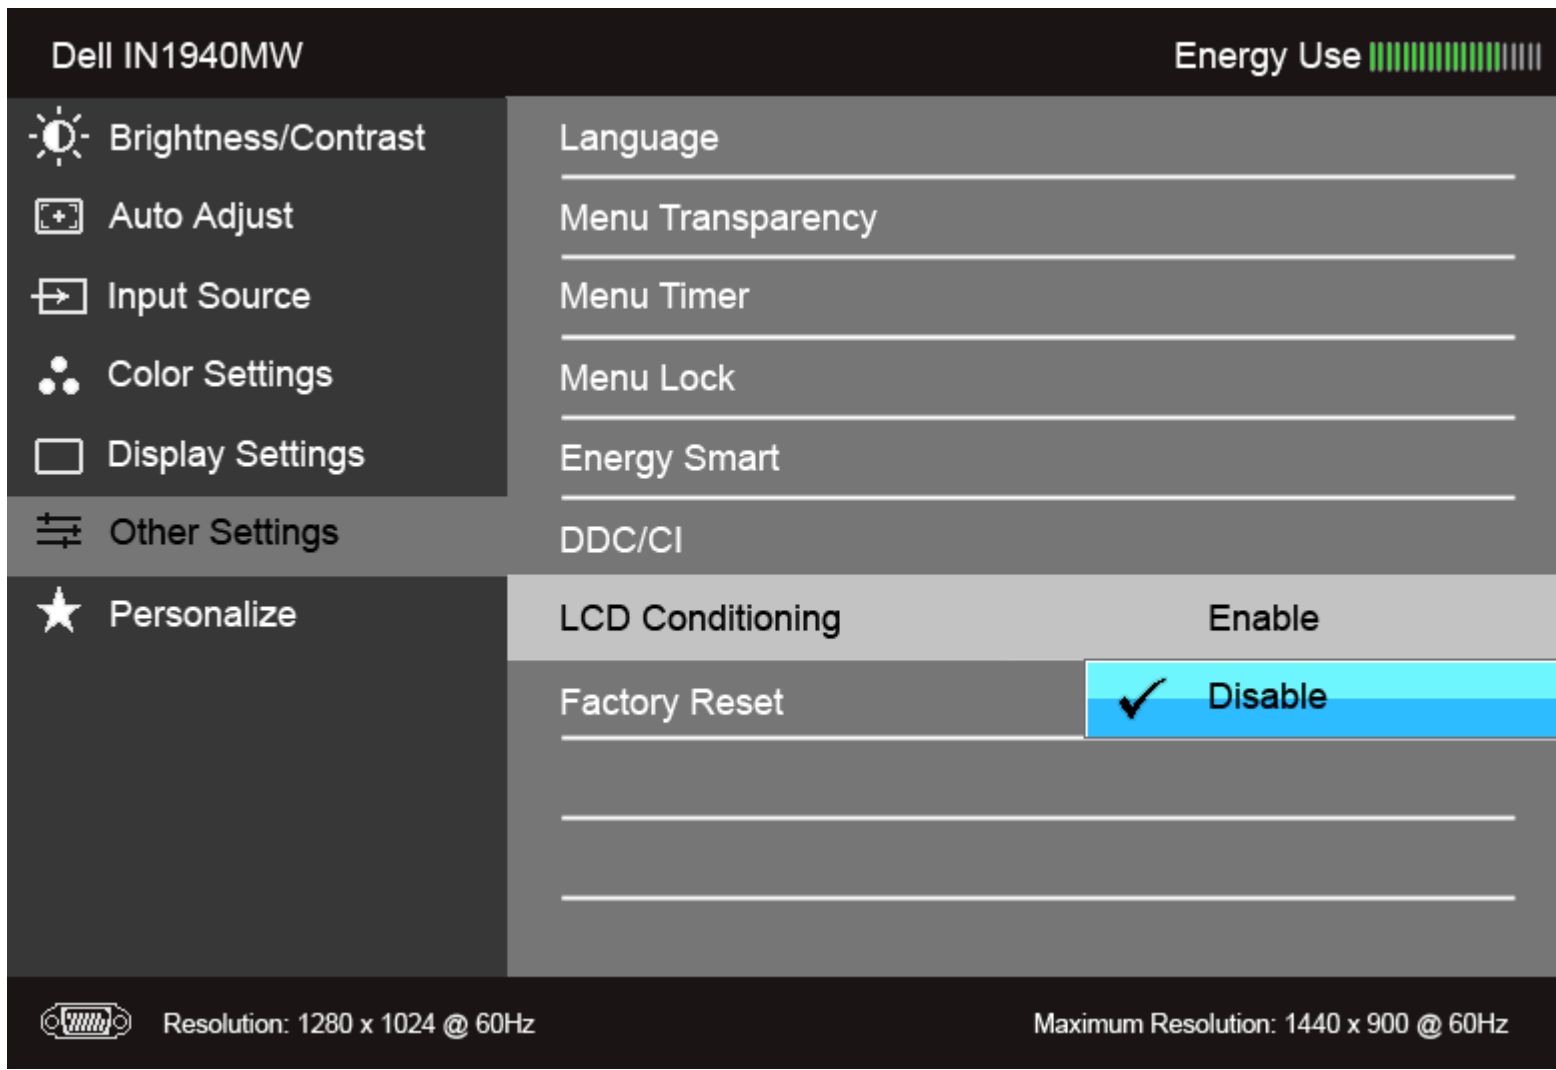 Dell IN1940MW
Energy Use
Brightness/Contrast
Auto Adjust
Input Source
Color Settings
Display Settings
Other Settings
Personalize
Language
Menu Transparency
Menu Timer
Menu Lock
Energy Smart
DDC/CI
LCD Conditioning
Enable
Disable
Factory Reset
Resolution: 1280 x 1024 @ 60Hz
Maximum Resolution: 1440 x 900 @ 60Hz